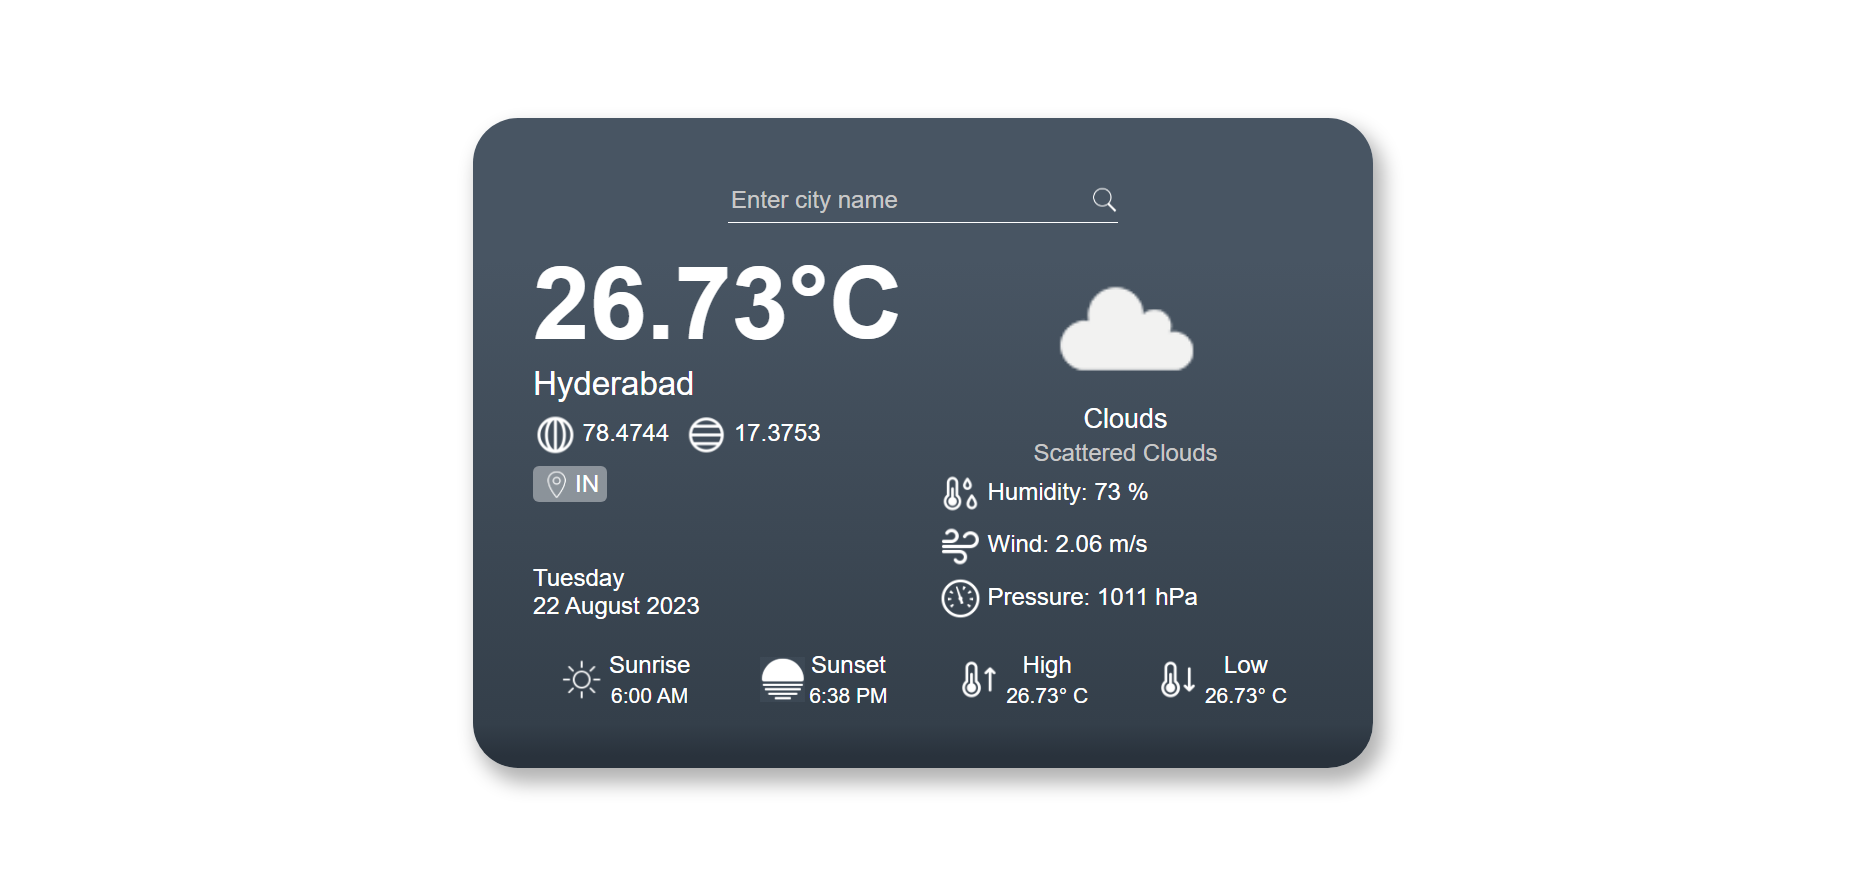 Enter city name
26.73°C
Hyderabad
78.4744 17.3753
IN
Tuesday
22 August 2023
Clouds
Scattered Clouds
Humidity: 73 %
Wind: 2.06 m/s
Pressure: 1011 hPa
Sunrise
6:00 AM
Sunset
6:38 PM
High
26.73° C
Low
26.73° C